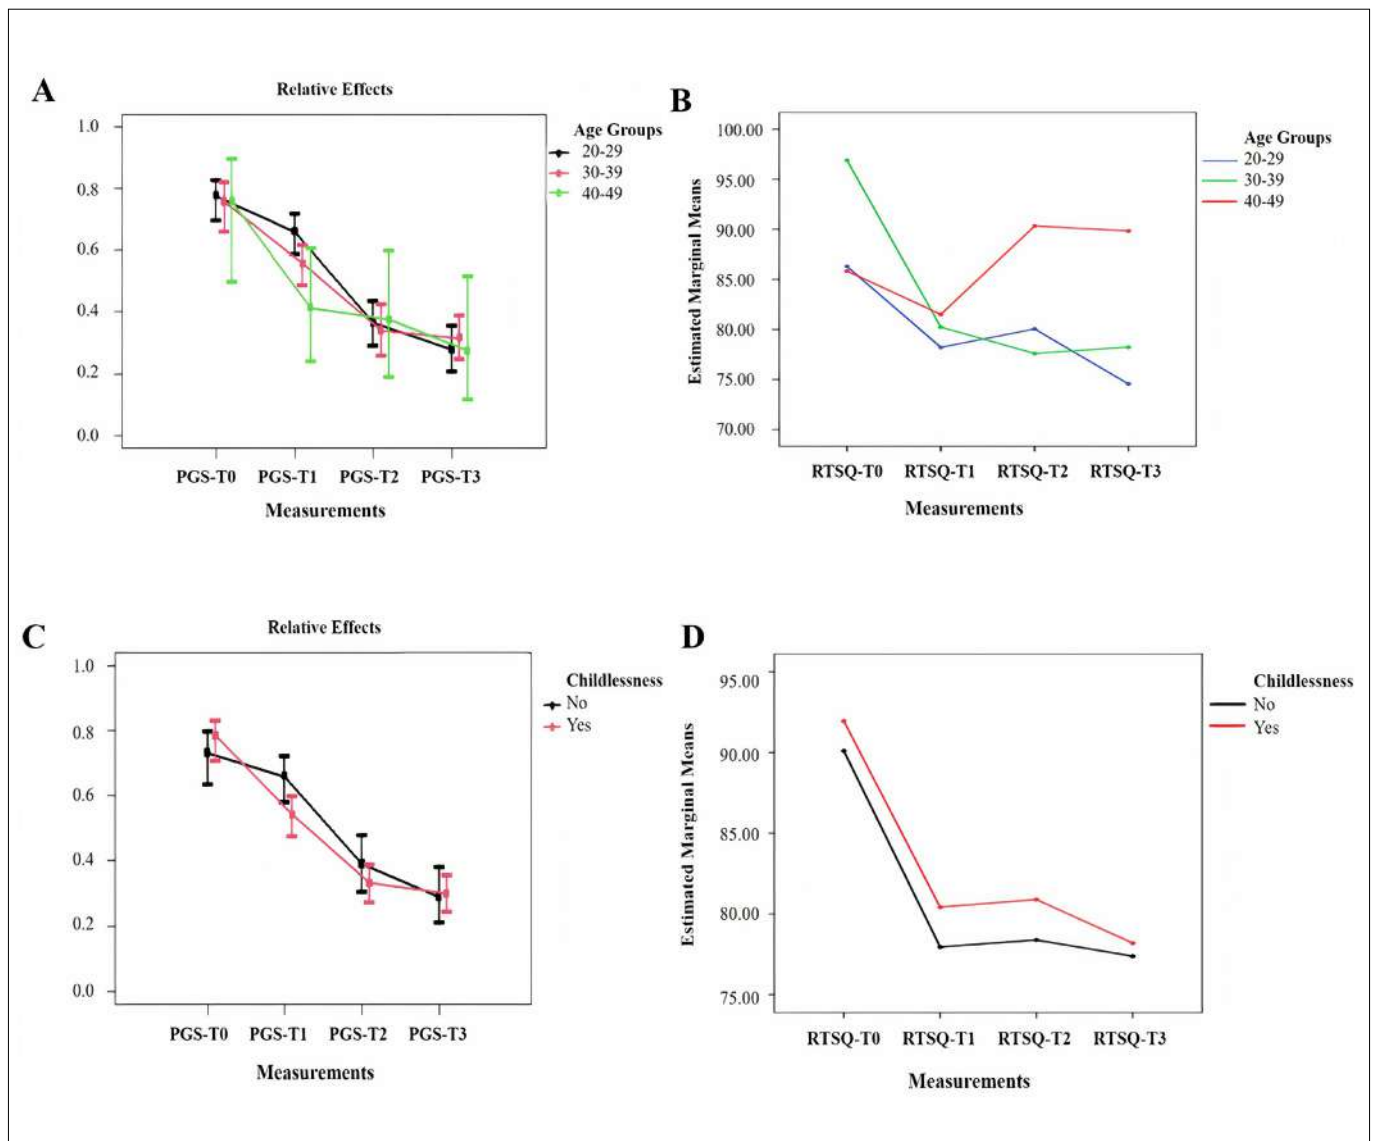 A
Relative Effects
1.0
0.8
0.6
0.4
0.2
0.0
PGS-T0 PGS-T1 PGS-T2 PGS-T3
Measurements
Age Groups
20-29
30-39
40-49
B
Estimated Marginal Means
100.00
95.00
90.00
85.00
80.00
75.00
70.00
RTSQ-T0 RTSQ-T1 RTSQ-T2 RTSQ-T3
Measurements
Age Groups
20-29
30-39
40-49
C
Relative Effects
1.0
0.8
0.6
0.4
0.2
0.0
PGS-T0 PGS-T1 PGS-T2 PGS-T3
Measurements
Childlessness
No
Yes
D
Estimated Marginal Means
95.00
90.00
85.00
80.00
75.00
RTSQ-T0 RTSQ-T1 RTSQ-T2 RTSQ-T3
Measurements
Childlessness
No
Yes